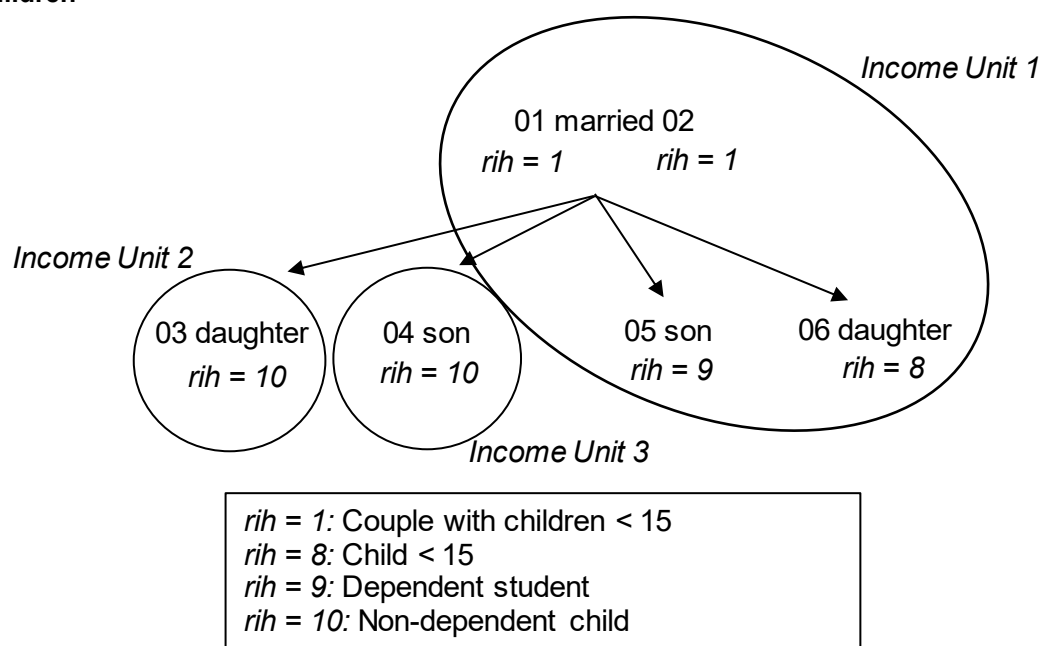 Income Unit 1
01 married 02
rih = 1 rih = 1
Income Unit 2
03 daughter 04 son 05 son 06 daughter
rih = 10 rih = 10 rih = 9 rih = 8
Income Unit 3
rih = 1: Couple with children < 15
rih = 8: Child < 15
rih = 9: Dependent student
rih = 10: Non-dependent child